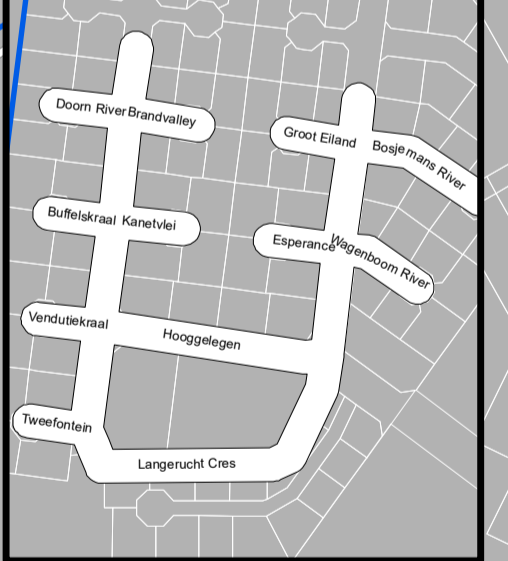 Doorn River
Brandvalley
Groot Eiland
Bosjemans River
Buffelskraal
Kanetvlei
Esperance
Wagenboom River
Vendutiekraal
Hooggelegen
Tweefontein
Langerucht Cres